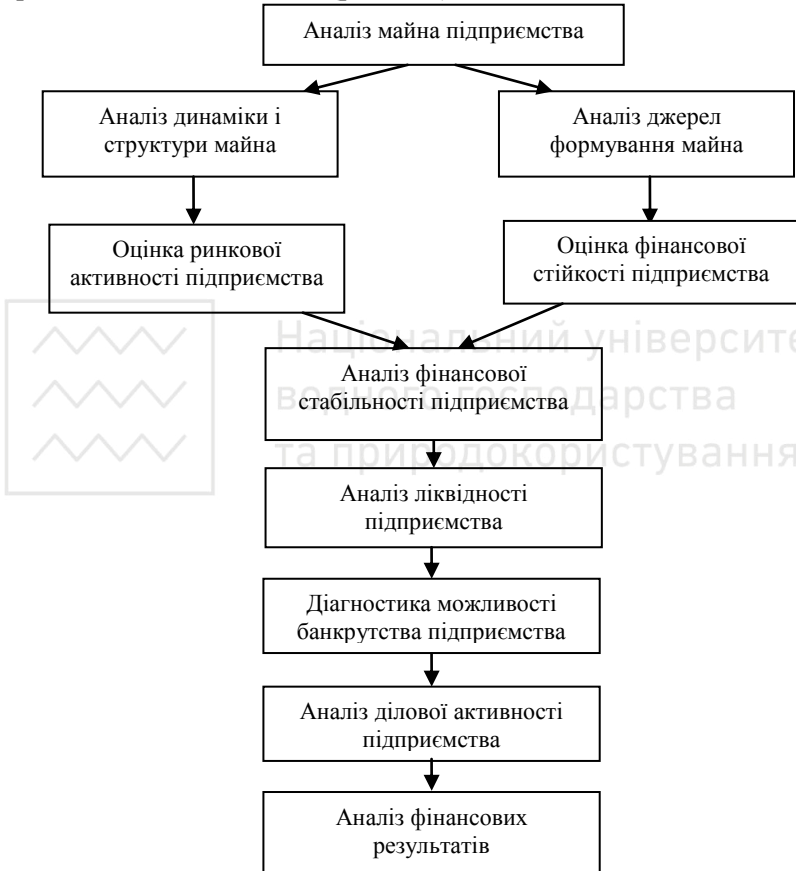 Аналіз майна підприємства
Аналіз динаміки і
структури майна
Аналіз джерел
формування майна
Оцінка ринкової
активності підприємства
Оцінка фінансової
стійкості підприємства
Національний
університе
водного господарства
та природокористування
Аналіз фінансової
стабільності підприємства
Аналіз ліквідності
підприємства
Діагностика можливості
банкрутства підприємства
Аналіз ділової активності
підприємства
Аналіз фінансових
результатів